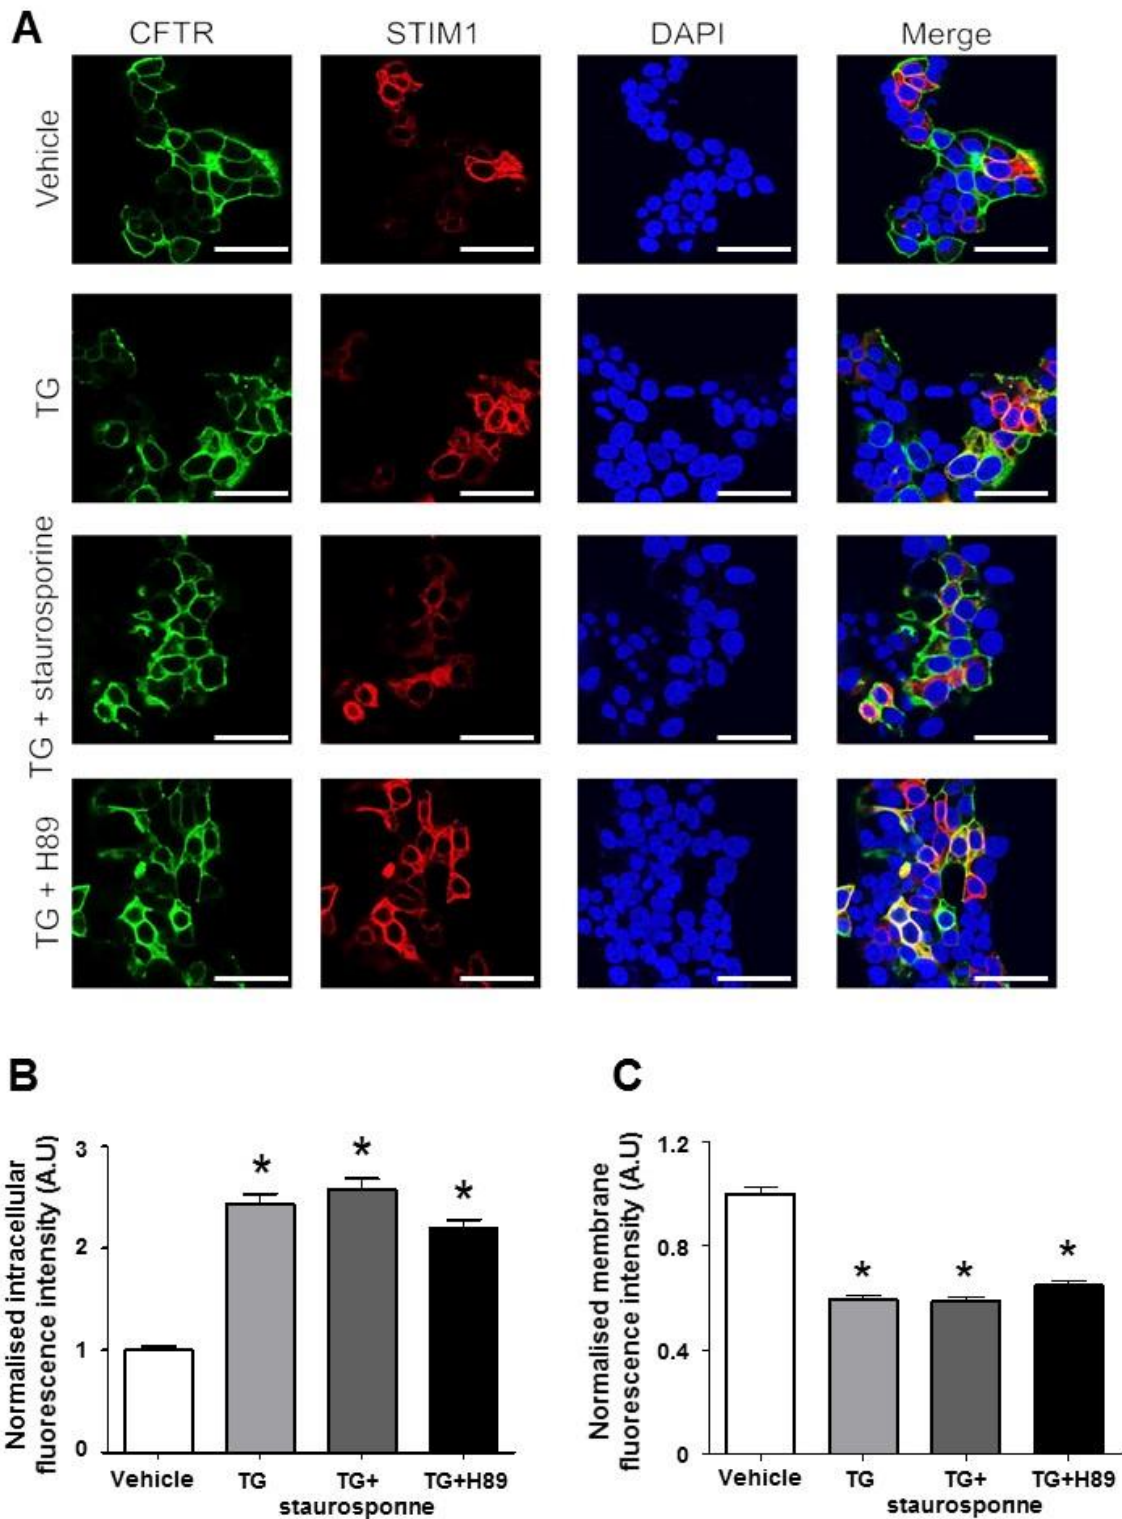 A
CFTR STIM1 DAPI Merge
Vehicle
TG
TG + staurosporine
TG + H89
B
Normalised intracellular
fluorescence intensity (A.U)
3
2
1
0
*
*
*
Vehicle TG TG+ TG+H89
staurosporine
C
Normalised membrane
fluorescence intensity (A.U)
1.2
0.8
0.4
0
*
*
*
Vehicle TG TG+ TG+H89
staurosporine